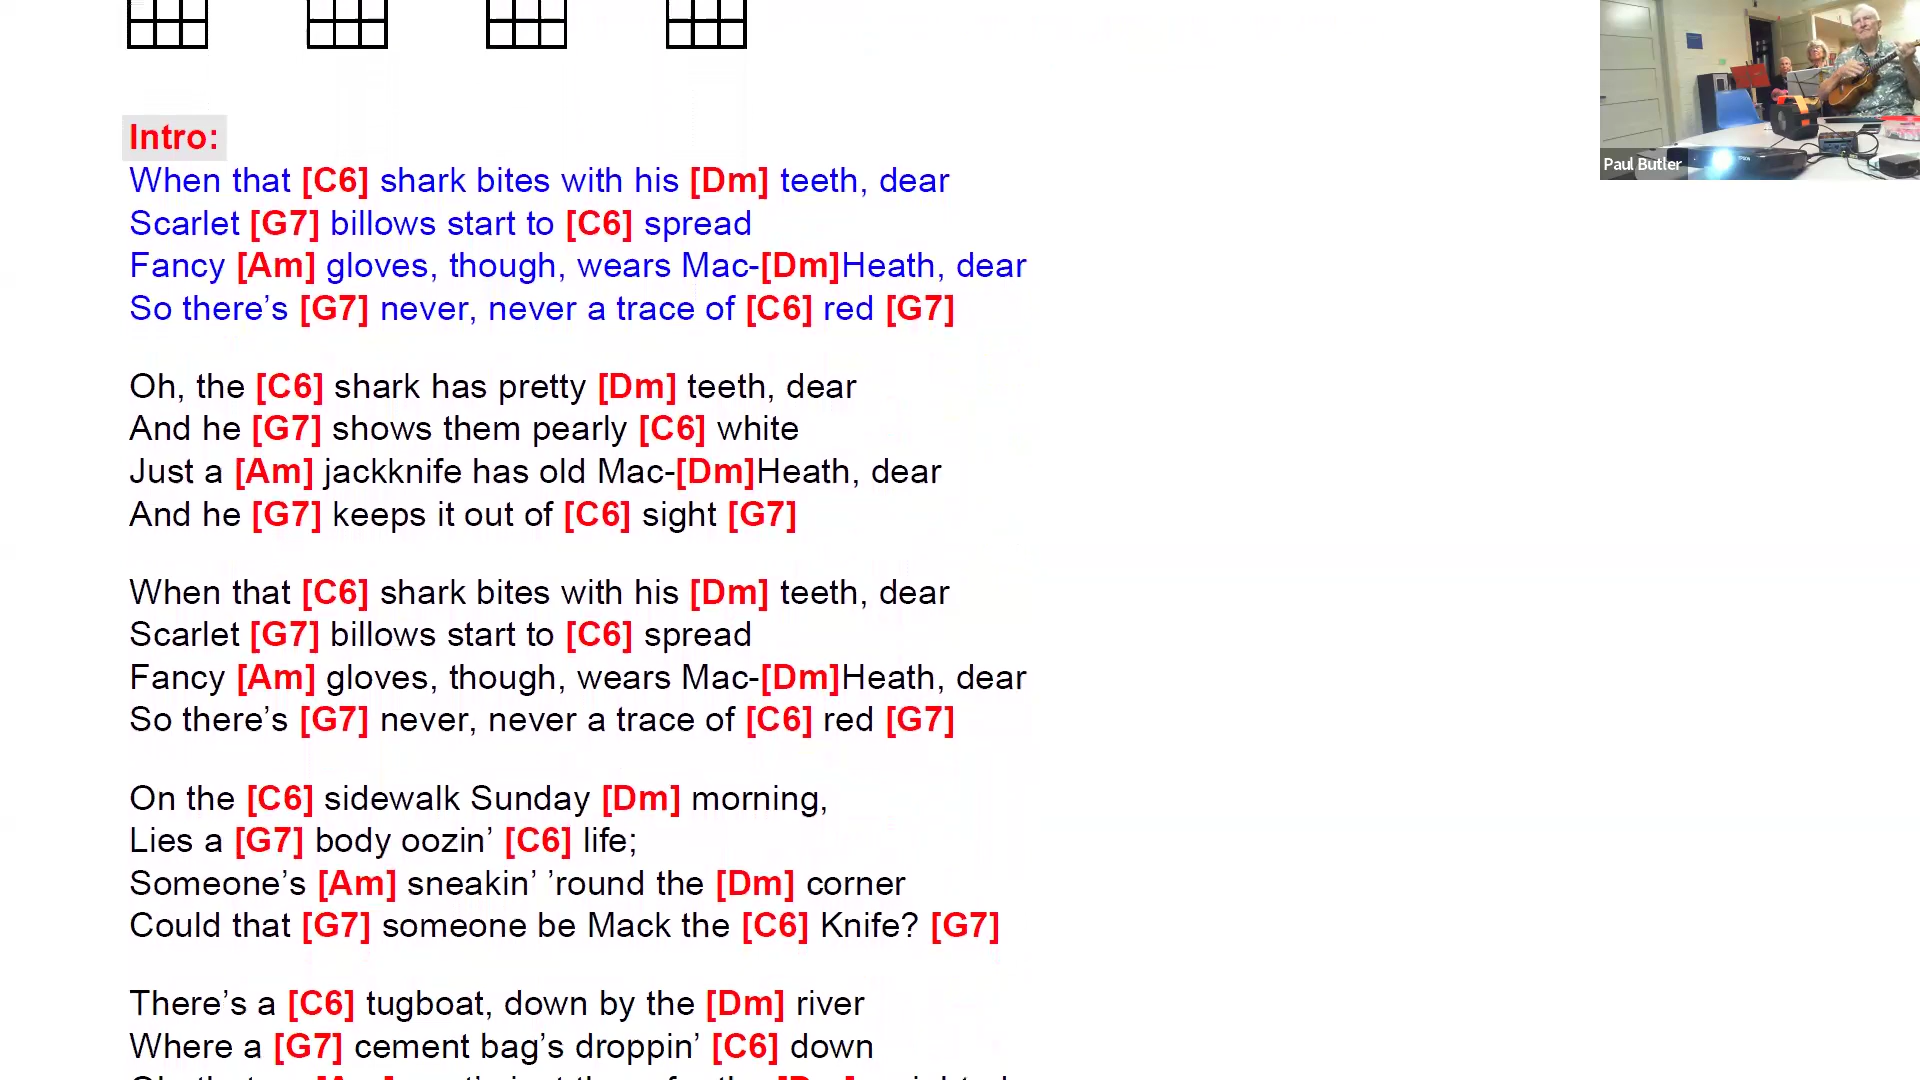 Paul Butler
Intro:
When that [C6] shark bites with his [Dm] teeth, dear
Scarlet [G7] billows start to [C6] spread
Fancy [Am] gloves, though, wears Mac-[Dm]Heath, dear
So there’s [G7] never, never a trace of [C6] red [G7]
Oh, the [C6] shark has pretty [Dm] teeth, dear
And he [G7] shows them pearly [C6] white
Just a [Am] jackknife has old Mac-[Dm]Heath, dear
And he [G7] keeps it out of [C6] sight [G7]
When that [C6] shark bites with his [Dm] teeth, dear
Scarlet [G7] billows start to [C6] spread
Fancy [Am] gloves, though, wears Mac-[Dm]Heath, dear
So there’s [G7] never, never a trace of [C6] red [G7]
On the [C6] sidewalk Sunday [Dm] morning,
Lies a [G7] body oozin’ [C6] life;
Someone’s [Am] sneakin’ ’round the [Dm] corner
Could that [G7] someone be Mack the [C6] Knife? [G7]
There’s a [C6] tugboat, down by the [Dm] river
Where a [G7] cement bag’s droppin’ [C6] down